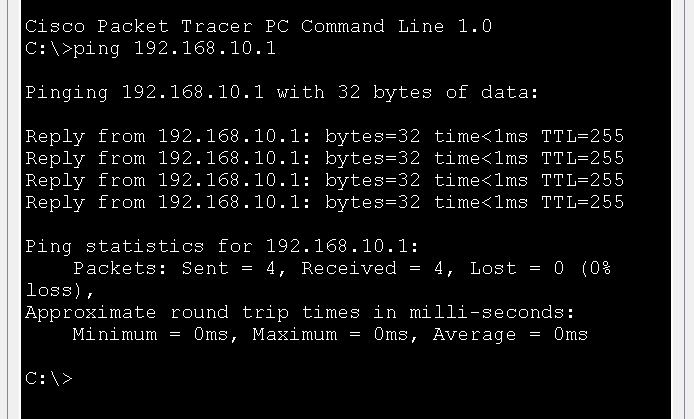 Cisco Packet Tracer PC Command Line 1.0
C:\>ping 192.168.10.1
Pinging 192.168.10.1 with 32 bytes of data:
Reply from 192.168.10.1: bytes=32 time<1ms TTL=255
Reply from 192.168.10.1: bytes=32 time<1ms TTL=255
Reply from 192.168.10.1: bytes=32 time<1ms TTL=255
Reply from 192.168.10.1: bytes=32 time<1ms TTL=255
Ping statistics for 192.168.10.1:
    Packets: Sent = 4, Received = 4, Lost = 0 (0%
loss),
Approximate round trip times in milli-seconds:
    Minimum = 0ms, Maximum = 0ms, Average = 0ms
C:\>